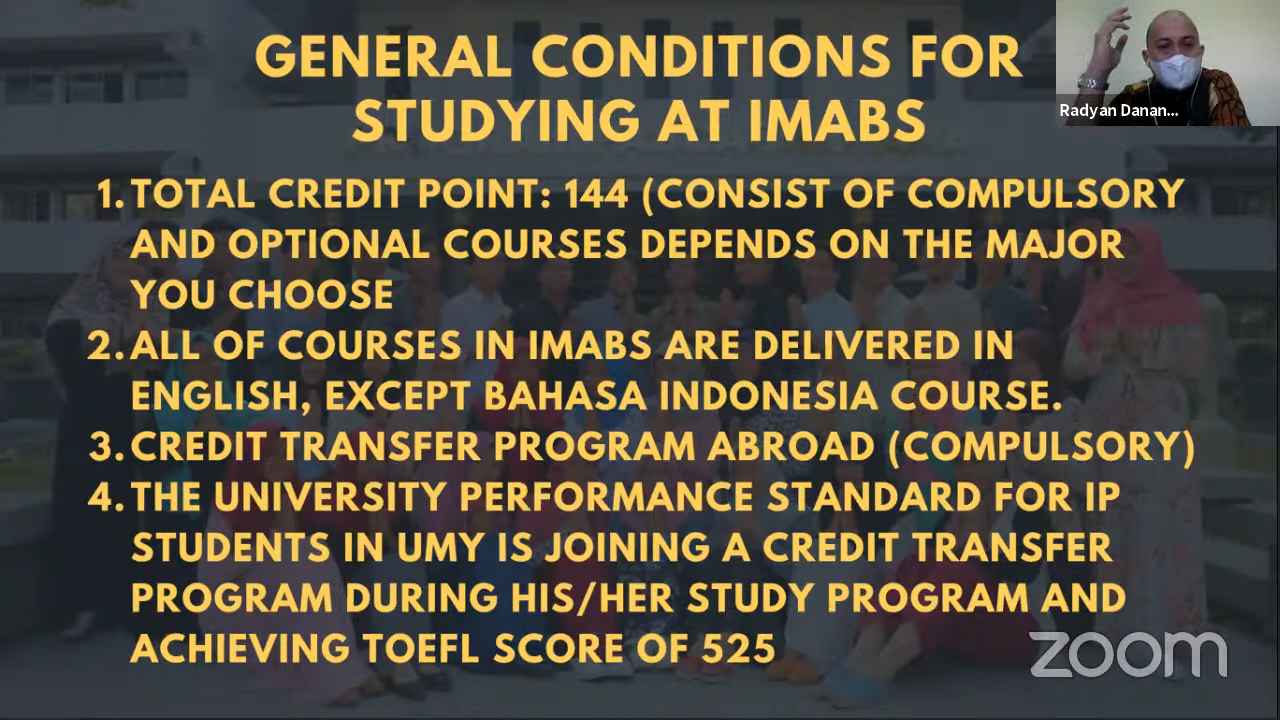 GENERAL CONDITIONS FOR
STUDYING AT IMABS
Radyan Danan...
1. TOTAL CREDIT POINT: 144 (CONSIST OF COMPULSORY
AND OPTIONAL COURSES DEPENDS ON THE MAJOR
YOU CHOOSE
2. ALL OF COURSES IN IMABS ARE DELIVERED IN
ENGLISH, EXCEPT BAHASA INDONESIA COURSE.
3. CREDIT TRANSFER PROGRAM ABROAD (COMPULSORY)
4. THE UNIVERSITY PERFORMANCE STANDARD FOR IP
STUDENTS IN UMY IS JOINING A CREDIT TRANSFER
PROGRAM DURING HIS/HER STUDY PROGRAM AND
ACHIEVING TOEFL SCORE OF 525
zoom